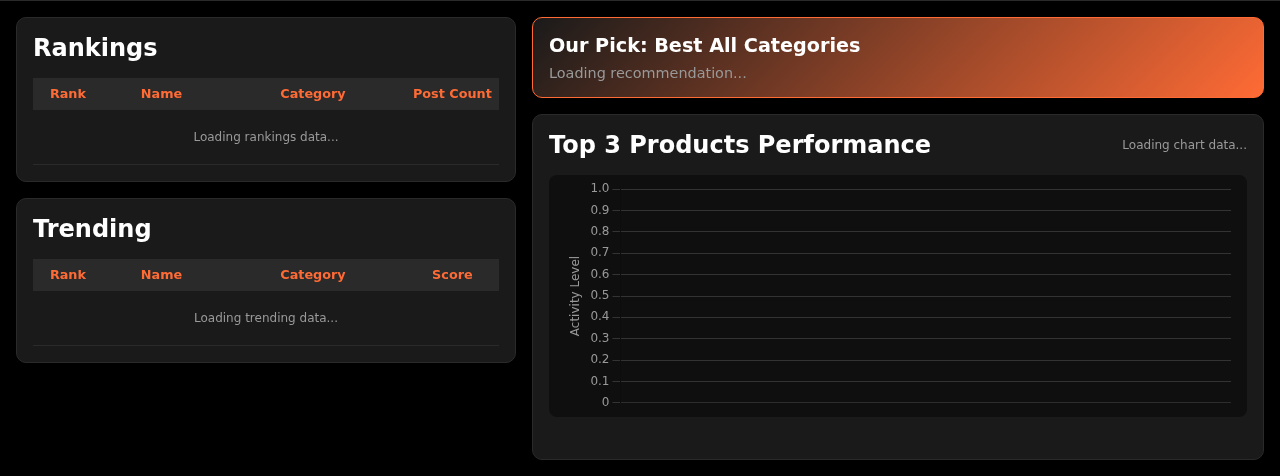 Rankings
Rank Name Category Post Count
Loading rankings data...
Trending
Rank Name Category Score
Loading trending data...
Our Pick: Best All Categories
Loading recommendation...
Top 3 Products Performance
Loading chart data...
Activity Level
1.0
0.9
0.8
0.7
0.6
0.5
0.4
0.3
0.2
0.1
0